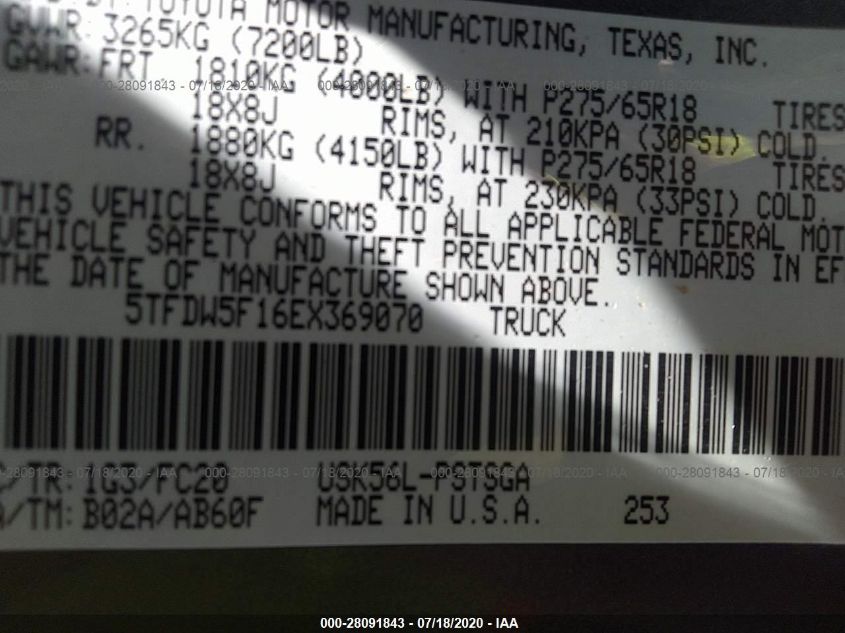 TOYOTA MOTOR MANUFACTURING, TEXAS, INC.
GVWR: 3265KG (7200LB)
GAWR: FRT 1810KG (4000LB) WITH P275/65R18 TIRES
18X8J RIMS, AT 210KPA (30PSI) COLD.
RR. 1880KG (4150LB) WITH P275/65R18 TIRES
18X8J RIMS, AT 230KPA (33PSI) COLD.
THIS VEHICLE CONFORMS TO ALL APPLICABLE FEDERAL MOT
VEHICLE SAFETY AND THEFT PREVENTION STANDARDS IN EF
THE DATE OF MANUFACTURE SHOWN ABOVE.
5TFDW5F16EX369070 TRUCK
/TR: 1G3/FC20 USK56L-PSTSGA
A/TM: B02A/AB60F MADE IN U.S.A. 253
000-28091843 - 07/18/2020 - IAA